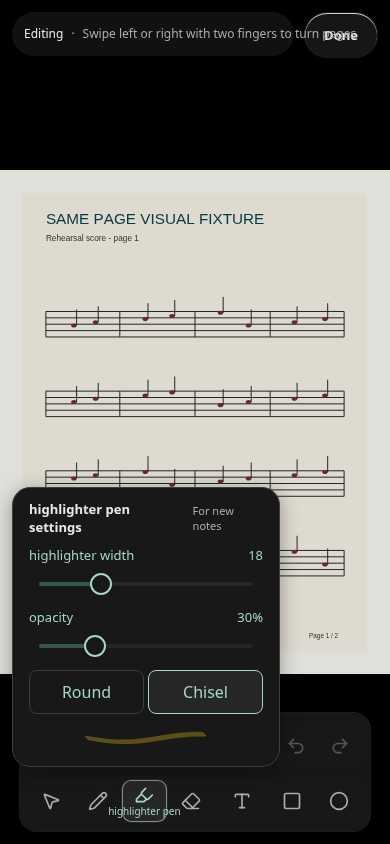 Editing · Swipe left or right with two fingers to turn pages
Done
SAME PAGE VISUAL FIXTURE
Rehearsal score - page 1
highlighter pen settings
For new notes
highlighter width 18
opacity 30%
Round Chisel
Page 1 / 2
highlighter pen